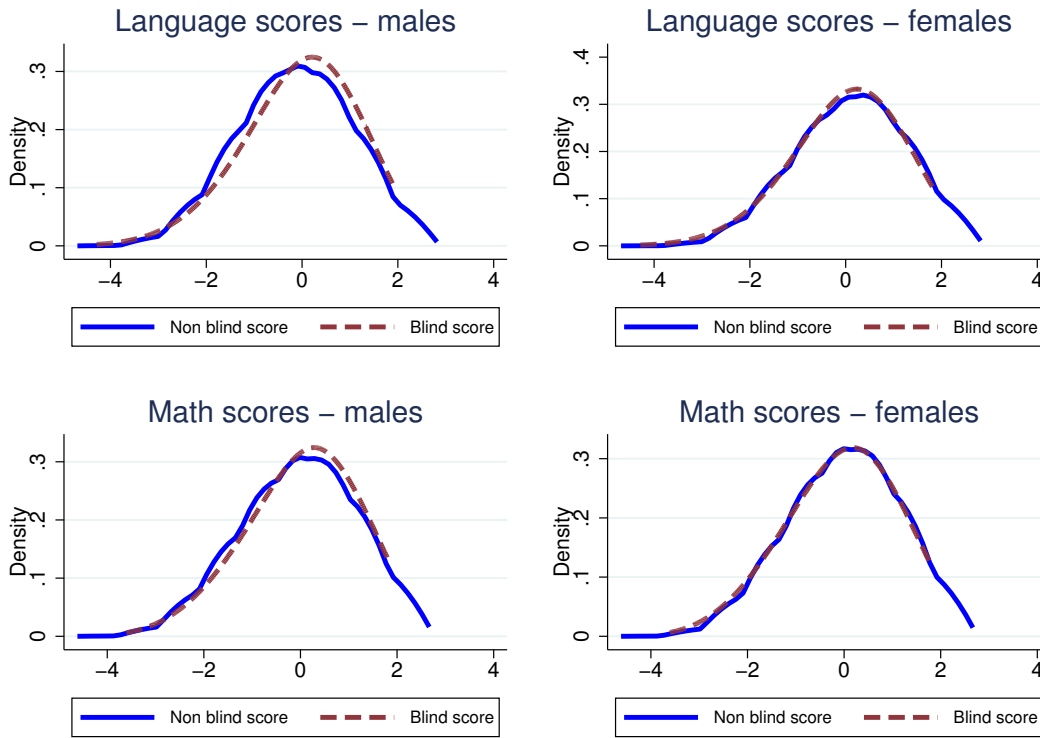 Language scores − males
Density
0 .1 .2 .3
−4 −2 0 2 4
Non blind score Blind score
Language scores − females
Density
0 .1 .2 .3 .4
−4 −2 0 2 4
Non blind score Blind score
Math scores − males
Density
0 .1 .2 .3
−4 −2 0 2 4
Non blind score Blind score
Math scores − females
Density
0 .1 .2 .3
−4 −2 0 2 4
Non blind score Blind score